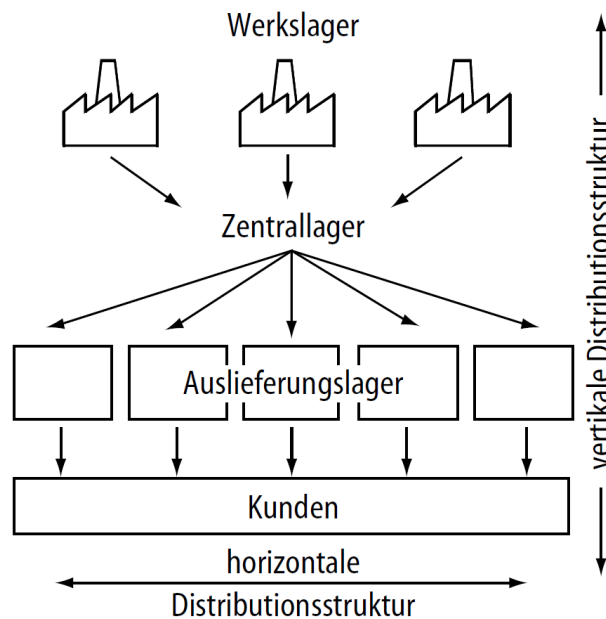 Werkslager
Zentrallager
Auslieferungslager
Kunden
horizontale
Distributionsstruktur
vertikale Distributionsstruktur